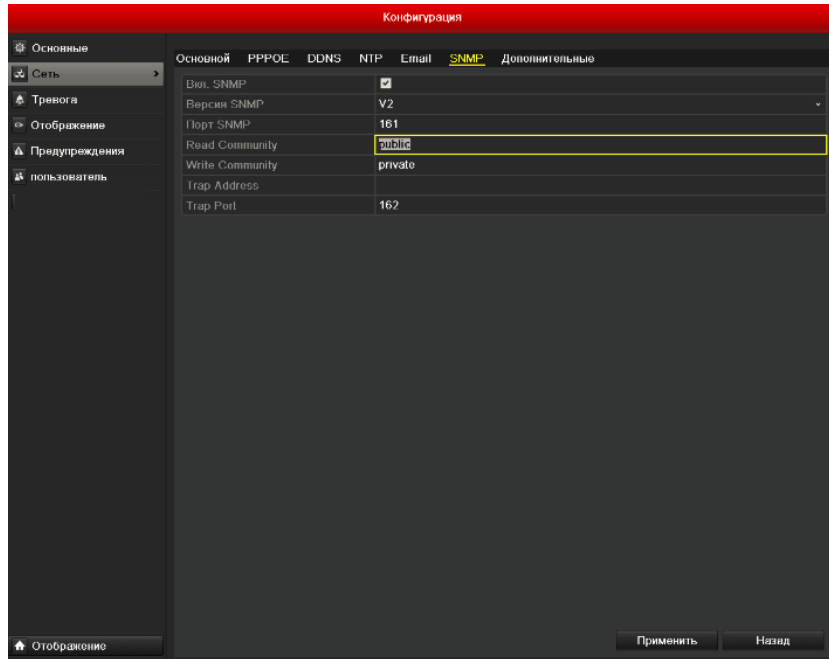 Конфигурация
Основные
Сеть
Тревога
Отображение
Предупреждения
пользователь
Основной PPPOE DDNS NTP Email SNMP Дополнительные
Вкл. SNMP
Версия SNMP V2
Порт SNMP 161
Read Community public
Write Community private
Trap Address
Trap Port 162
Применить Назад
Отображение